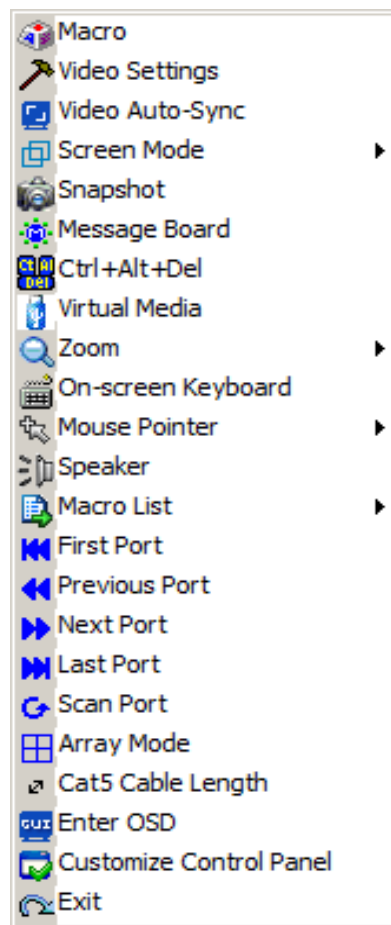 Macro
Video Settings
Video Auto-Sync
Screen Mode
Snapshot
Message Board
Ctrl+Alt+Del
Virtual Media
Zoom
On-screen Keyboard
Mouse Pointer
Speaker
Macro List
First Port
Previous Port
Next Port
Last Port
Scan Port
Array Mode
Cat5 Cable Length
GUI Enter OSD
Customize Control Panel
Exit